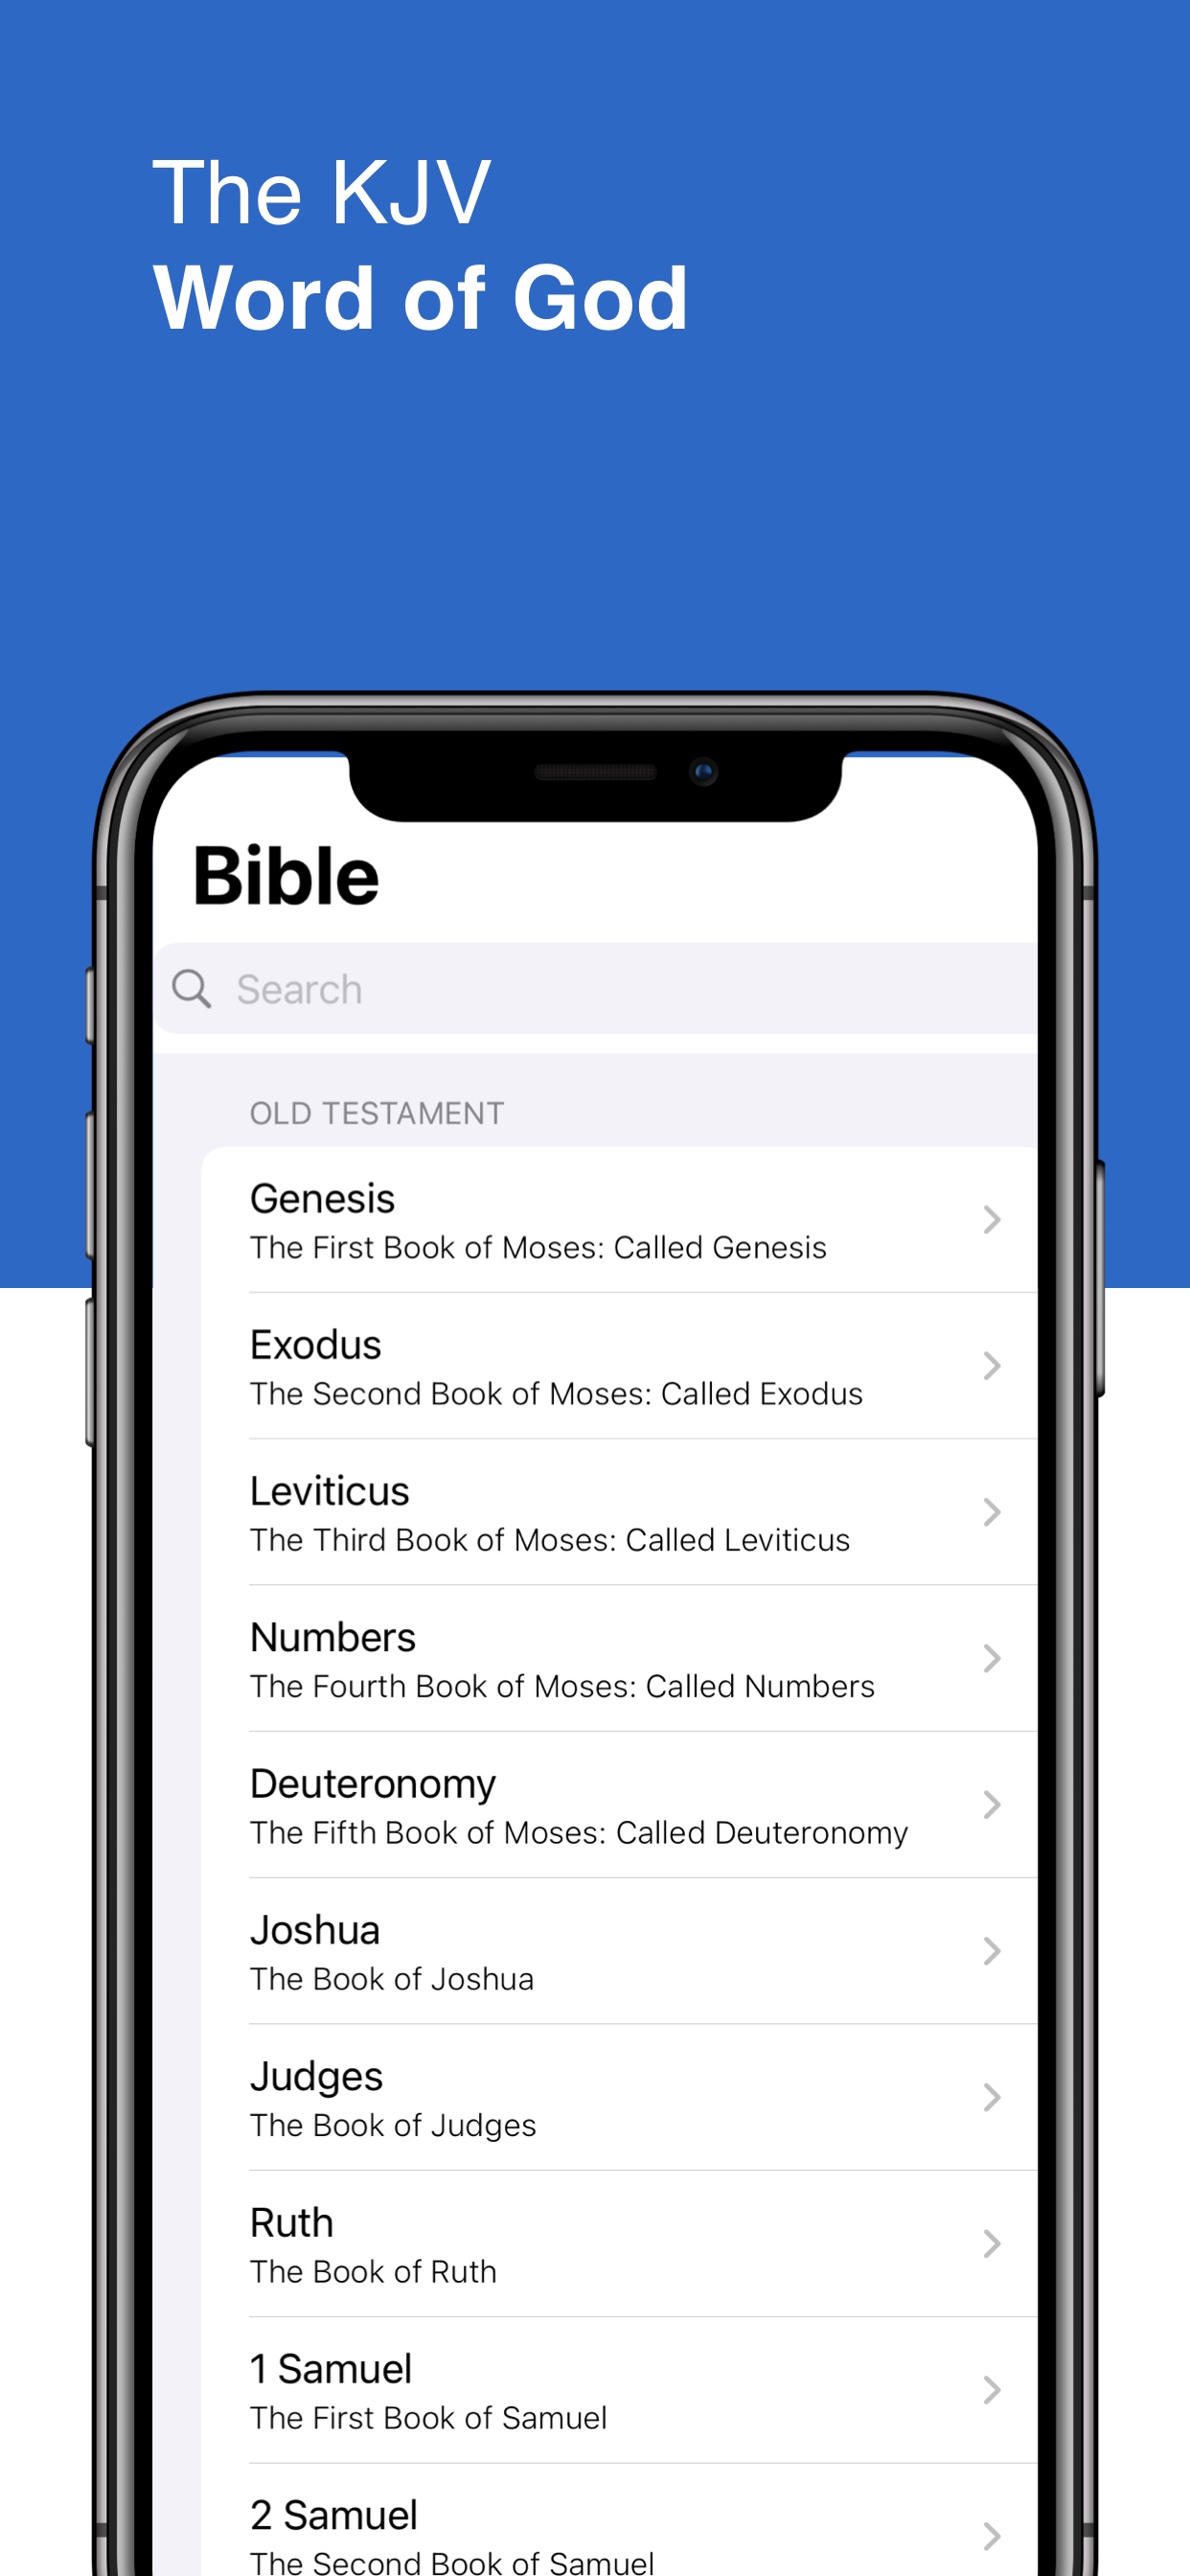 The KJV
Word of God
Bible
Search
OLD TESTAMENT
Genesis
The First Book of Moses: Called Genesis
Exodus
The Second Book of Moses: Called Exodus
Leviticus
The Third Book of Moses: Called Leviticus
Numbers
The Fourth Book of Moses: Called Numbers
Deuteronomy
The Fifth Book of Moses: Called Deuteronomy
Joshua
The Book of Joshua
Judges
The Book of Judges
Ruth
The Book of Ruth
1 Samuel
The First Book of Samuel
2 Samuel
The Second Book of Samuel